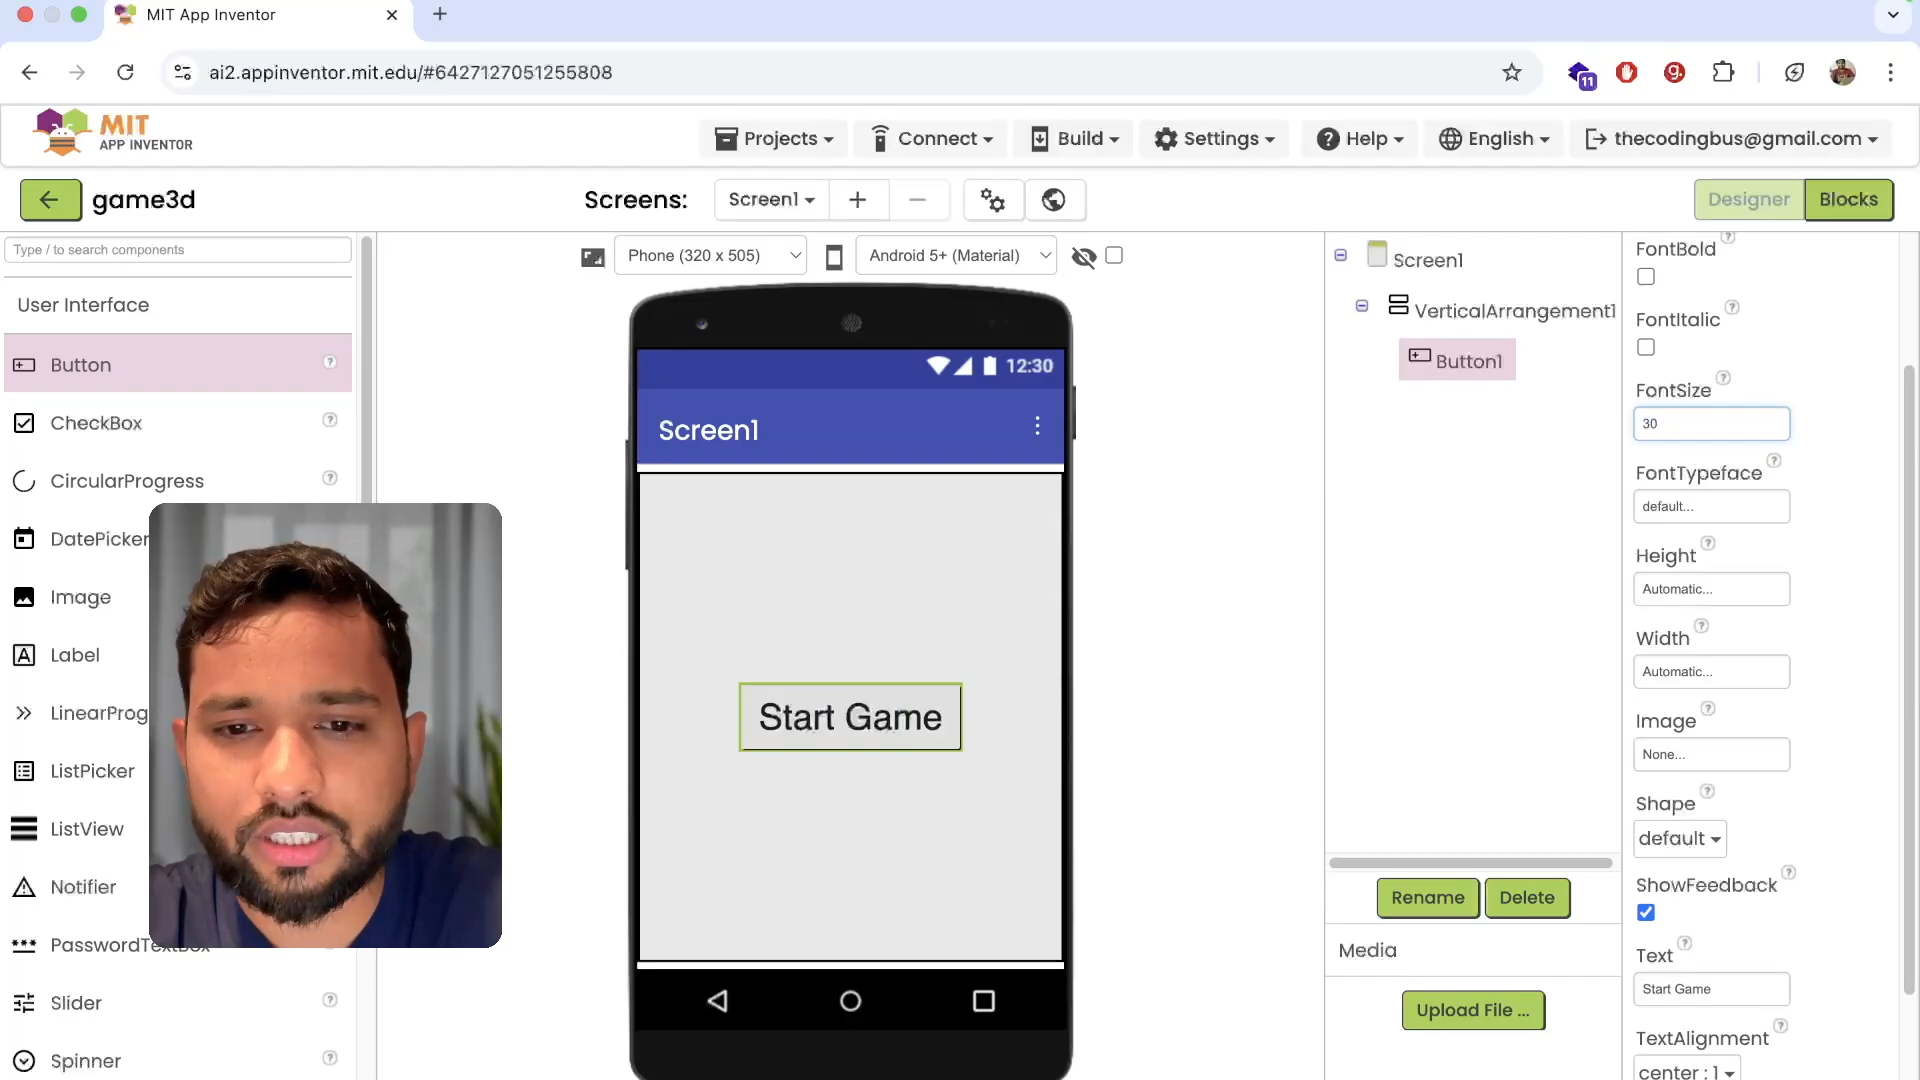 MIT App Inventor
ai2.appinventor.mit.edu/#6427127051255808
11
MIT
APP INVENTOR
Projects
Connect
Build
Settings
Help
English
thecodingbus@gmail.com
game3d
Screens:
Screen1
Designer
Blocks
Type / to search components
User Interface
Button
CheckBox
CircularProgress
DatePicker
Image
Label
LinearProg
ListPicker
ListView
Notifier
PasswordTextBox
Slider
Spinner
Phone (320 x 505)
Android 5+ (Material)
12:30
Screen1
Start Game
Screen1
VerticalArrangement1
Button1
Rename
Delete
Media
Upload File ...
FontBold
FontItalic
FontSize
30
FontTypeface
default...
Height
Automatic...
Width
Automatic...
Image
None...
Shape
default
ShowFeedback
Text
Start Game
TextAlignment
center : 1